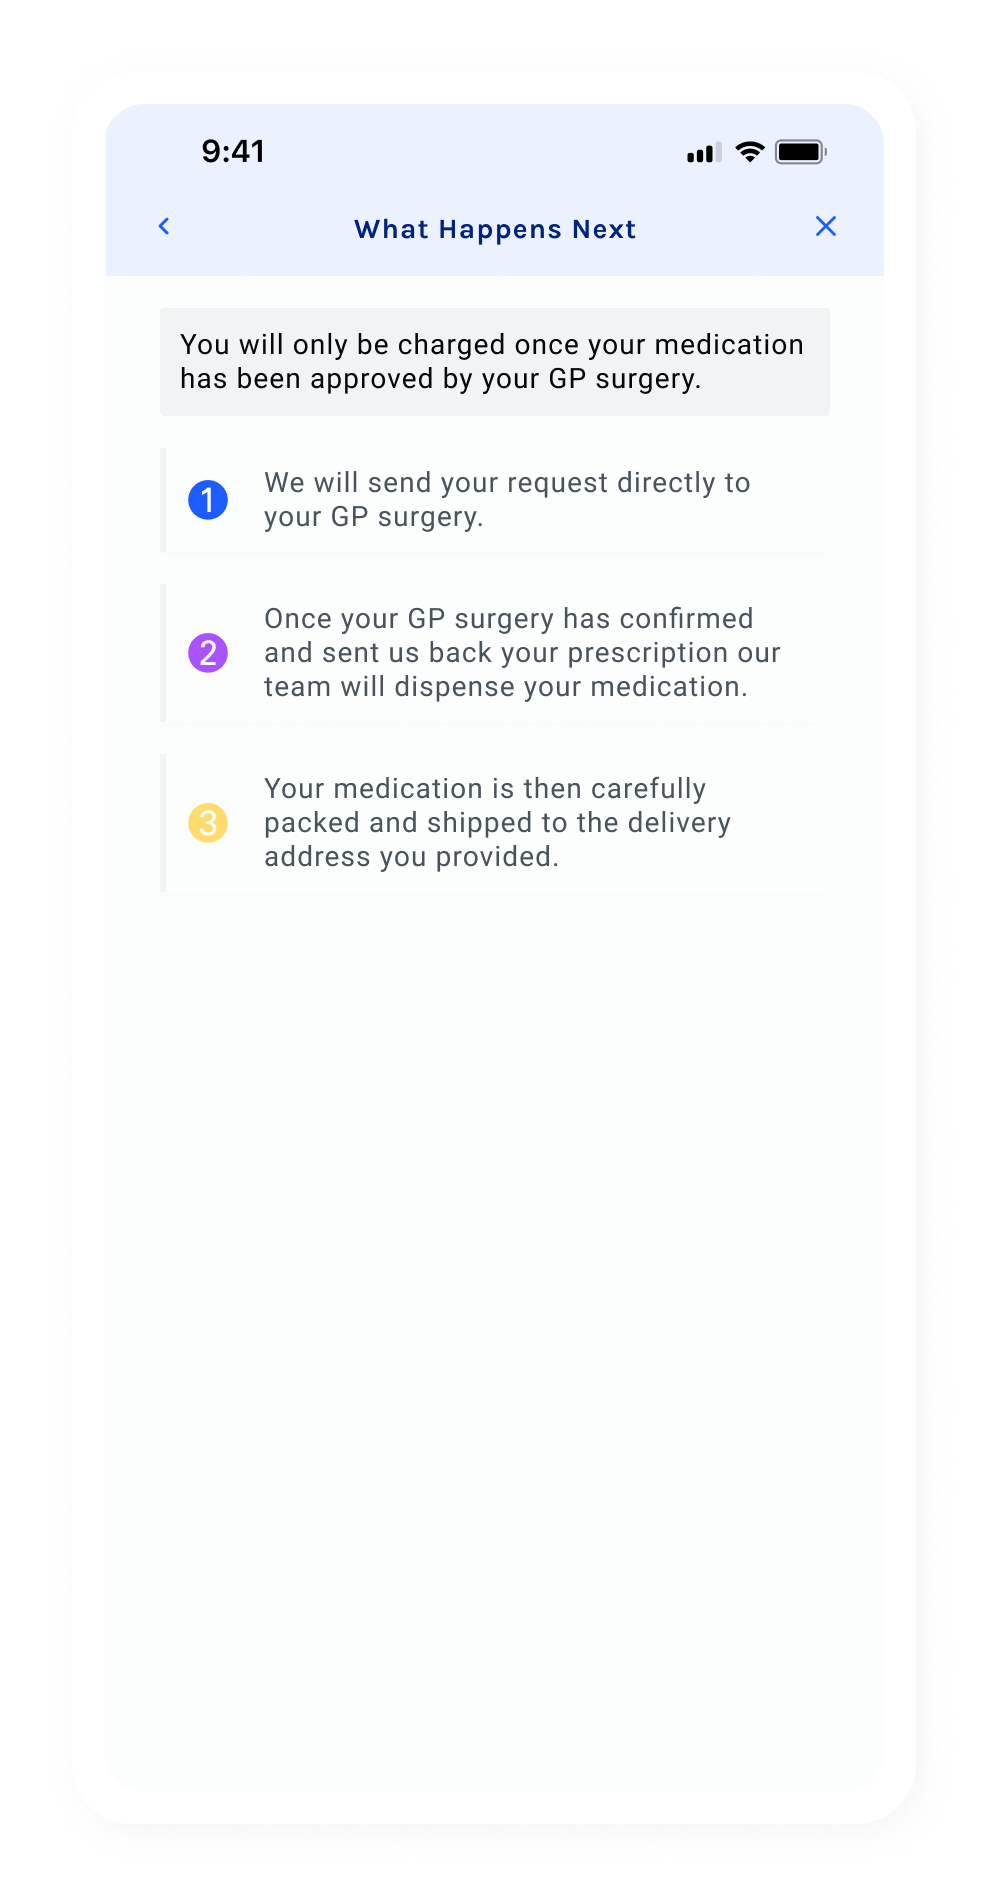 9:41
What Happens Next
You will only be charged once your medication
has been approved by your GP surgery.
1
We will send your request directly to
your GP surgery.
2
Once your GP surgery has confirmed
and sent us back your prescription our
team will dispense your medication.
3
Your medication is then carefully
packed and shipped to the delivery
address you provided.